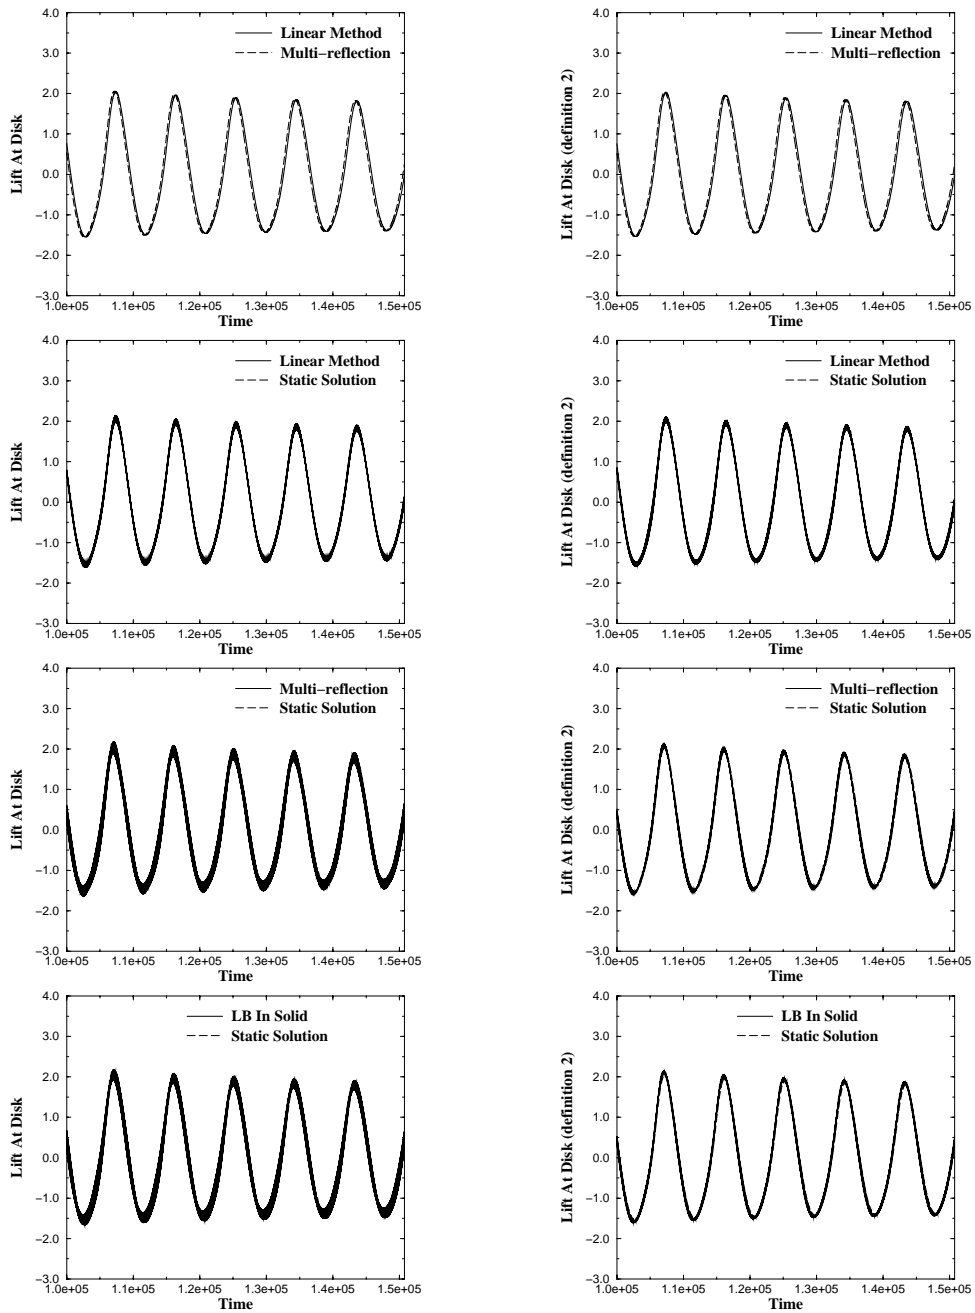 4.0
3.0
2.0
1.0
0.0
−1.0
−2.0
−3.0
1.0e+05 1.1e+05 1.2e+05 1.3e+05 1.4e+05 1.5e+05
Time
Lift At Disk
Linear Method
Multi−reflection
4.0
3.0
2.0
1.0
0.0
−1.0
−2.0
−3.0
1.0e+05 1.1e+05 1.2e+05 1.3e+05 1.4e+05 1.5e+05
Time
Lift At Disk (definition 2)
Linear Method
Multi−reflection
4.0
3.0
2.0
1.0
0.0
−1.0
−2.0
−3.0
1.0e+05 1.1e+05 1.2e+05 1.3e+05 1.4e+05 1.5e+05
Time
Lift At Disk
Linear Method
Static Solution
4.0
3.0
2.0
1.0
0.0
−1.0
−2.0
−3.0
1.0e+05 1.1e+05 1.2e+05 1.3e+05 1.4e+05 1.5e+05
Time
Lift At Disk (definition 2)
Linear Method
Static Solution
4.0
3.0
2.0
1.0
0.0
−1.0
−2.0
−3.0
1.0e+05 1.1e+05 1.2e+05 1.3e+05 1.4e+05 1.5e+05
Time
Lift At Disk
Multi−reflection
Static Solution
4.0
3.0
2.0
1.0
0.0
−1.0
−2.0
−3.0
1.0e+05 1.1e+05 1.2e+05 1.3e+05 1.4e+05 1.5e+05
Time
Lift At Disk (definition 2)
Multi−reflection
Static Solution
4.0
3.0
2.0
1.0
0.0
−1.0
−2.0
−3.0
1.0e+05 1.1e+05 1.2e+05 1.3e+05 1.4e+05 1.5e+05
Time
Lift At Disk
LB In Solid
Static Solution
4.0
3.0
2.0
1.0
0.0
−1.0
−2.0
−3.0
1.0e+05 1.1e+05 1.2e+05 1.3e+05 1.4e+05 1.5e+05
Time
Lift At Disk (definition 2)
LB In Solid
Static Solution